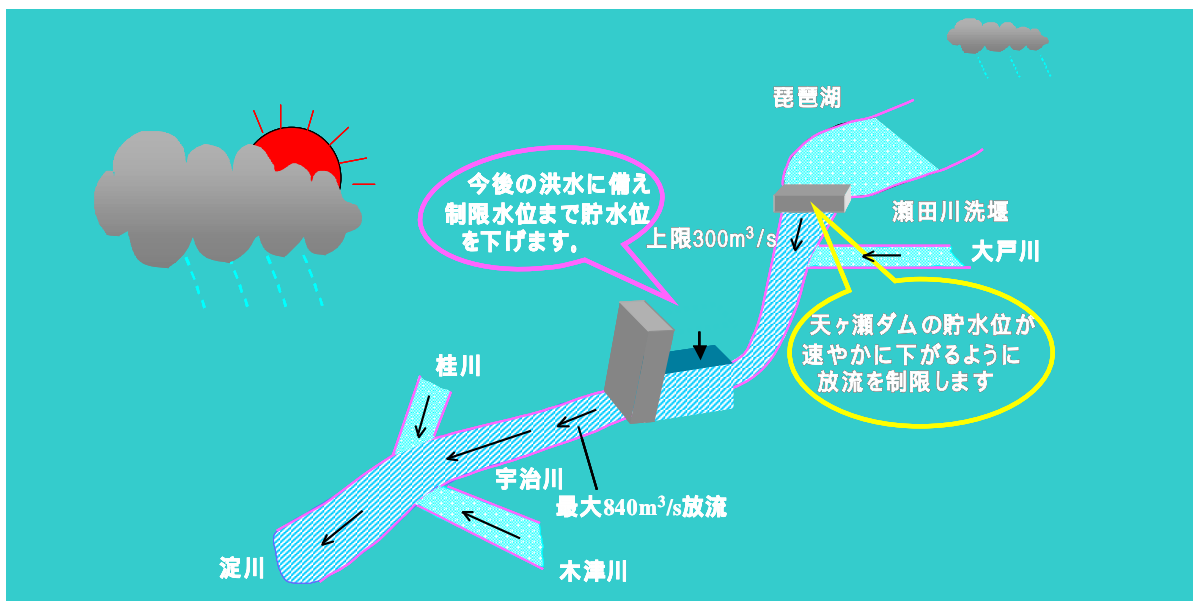 琵琶湖
今後の洪水に備え
制限水位まで貯水位
を下げます。
瀬田川洗堰
上限300m³/s
大戸川
天ヶ瀬ダムの貯水位が
速やかに下がるように
放流を制限します
桂川
宇治川
最大840m³/s放流
淀川
木津川